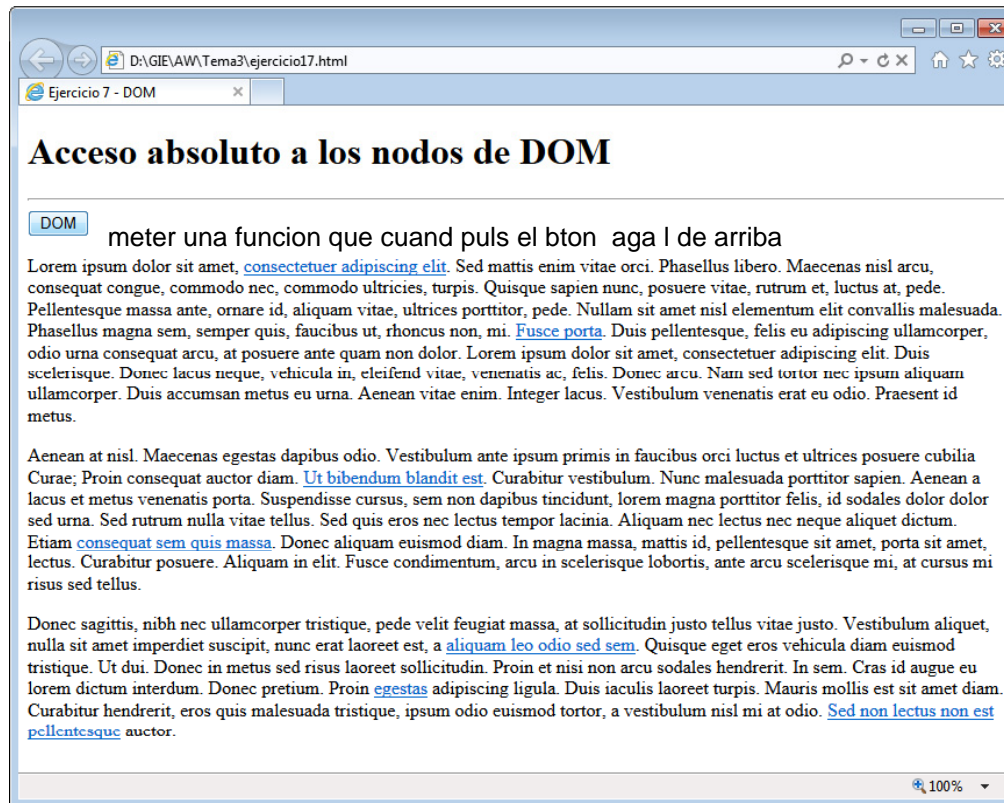 D:\GIE\AW\Tema3\ejercicio17.html
Ejercicio 7 - DOM
Acceso absoluto a los nodos de DOM
DOM
meter una funcion que cuand puls el bton aga l de arriba
Lorem ipsum dolor sit amet, consectetuer adipiscing elit. Sed mattis enim vitae orci. Phasellus libero. Maecenas nisl arcu,
consequat congue, commodo nec, commodo ultricies, turpis. Quisque sapien nunc, posuere vitae, rutrum et, luctus at, pede.
Pellentesque massa ante, ornare id, aliquam vitae, ultrices porttitor, pede. Nullam sit amet nisl elementum elit convallis malesuada.
Phasellus magna sem, semper quis, faucibus ut, rhoncus non, mi. Fusce porta. Duis pellentesque, felis eu adipiscing ullamcorper,
odio urna consequat arcu, at posuere ante quam non dolor. Lorem ipsum dolor sit amet, consectetuer adipiscing elit. Duis
scelerisque. Donec lacus neque, vehicula in, eleifend vitae, venenatis ac, felis. Donec arcu. Nam sed tortor nec ipsum aliquam
ullamcorper. Duis accumsan metus eu urna. Aenean vitae enim. Integer lacus. Vestibulum venenatis erat eu odio. Praesent id
metus.
Aenean at nisl. Maecenas egestas dapibus odio. Vestibulum ante ipsum primis in faucibus orci luctus et ultrices posuere cubilia
Curae; Proin consequat auctor diam. Ut bibendum blandit est. Curabitur vestibulum. Nunc malesuada porttitor sapien. Aenean a
lacus et metus venenatis porta. Suspendisse cursus, sem non dapibus tincidunt, lorem magna porttitor felis, id sodales dolor dolor
sed urna. Sed rutrum nulla vitae tellus. Sed quis eros nec lectus tempor lacinia. Aliquam nec lectus nec neque aliquet dictum.
Etiam consequat sem quis massa. Donec aliquam euismod diam. In magna massa, mattis id, pellentesque sit amet, porta sit amet,
lectus. Curabitur posuere. Aliquam in elit. Fusce condimentum, arcu in scelerisque lobortis, ante arcu scelerisque mi, at cursus mi
risus sed tellus.
Donec sagittis, nibh nec ullamcorper tristique, pede velit feugiat massa, at sollicitudin justo tellus vitae justo. Vestibulum aliquet,
nulla sit amet imperdiet suscipit, nunc erat laoreet est, a aliquam leo odio sed sem. Quisque eget eros vehicula diam euismod
tristique. Ut dui. Donec in metus sed risus laoreet sollicitudin. Proin et nisi non arcu sodales hendrerit. In sem. Cras id augue eu
lorem dictum interdum. Donec pretium. Proin egestas adipiscing ligula. Duis iaculis laoreet turpis. Mauris mollis est sit amet diam.
Curabitur hendrerit, eros quis malesuada tristique, ipsum odio euismod tortor, a vestibulum nisl mi at odio. Sed non lectus non est
pellentesque auctor.
100%